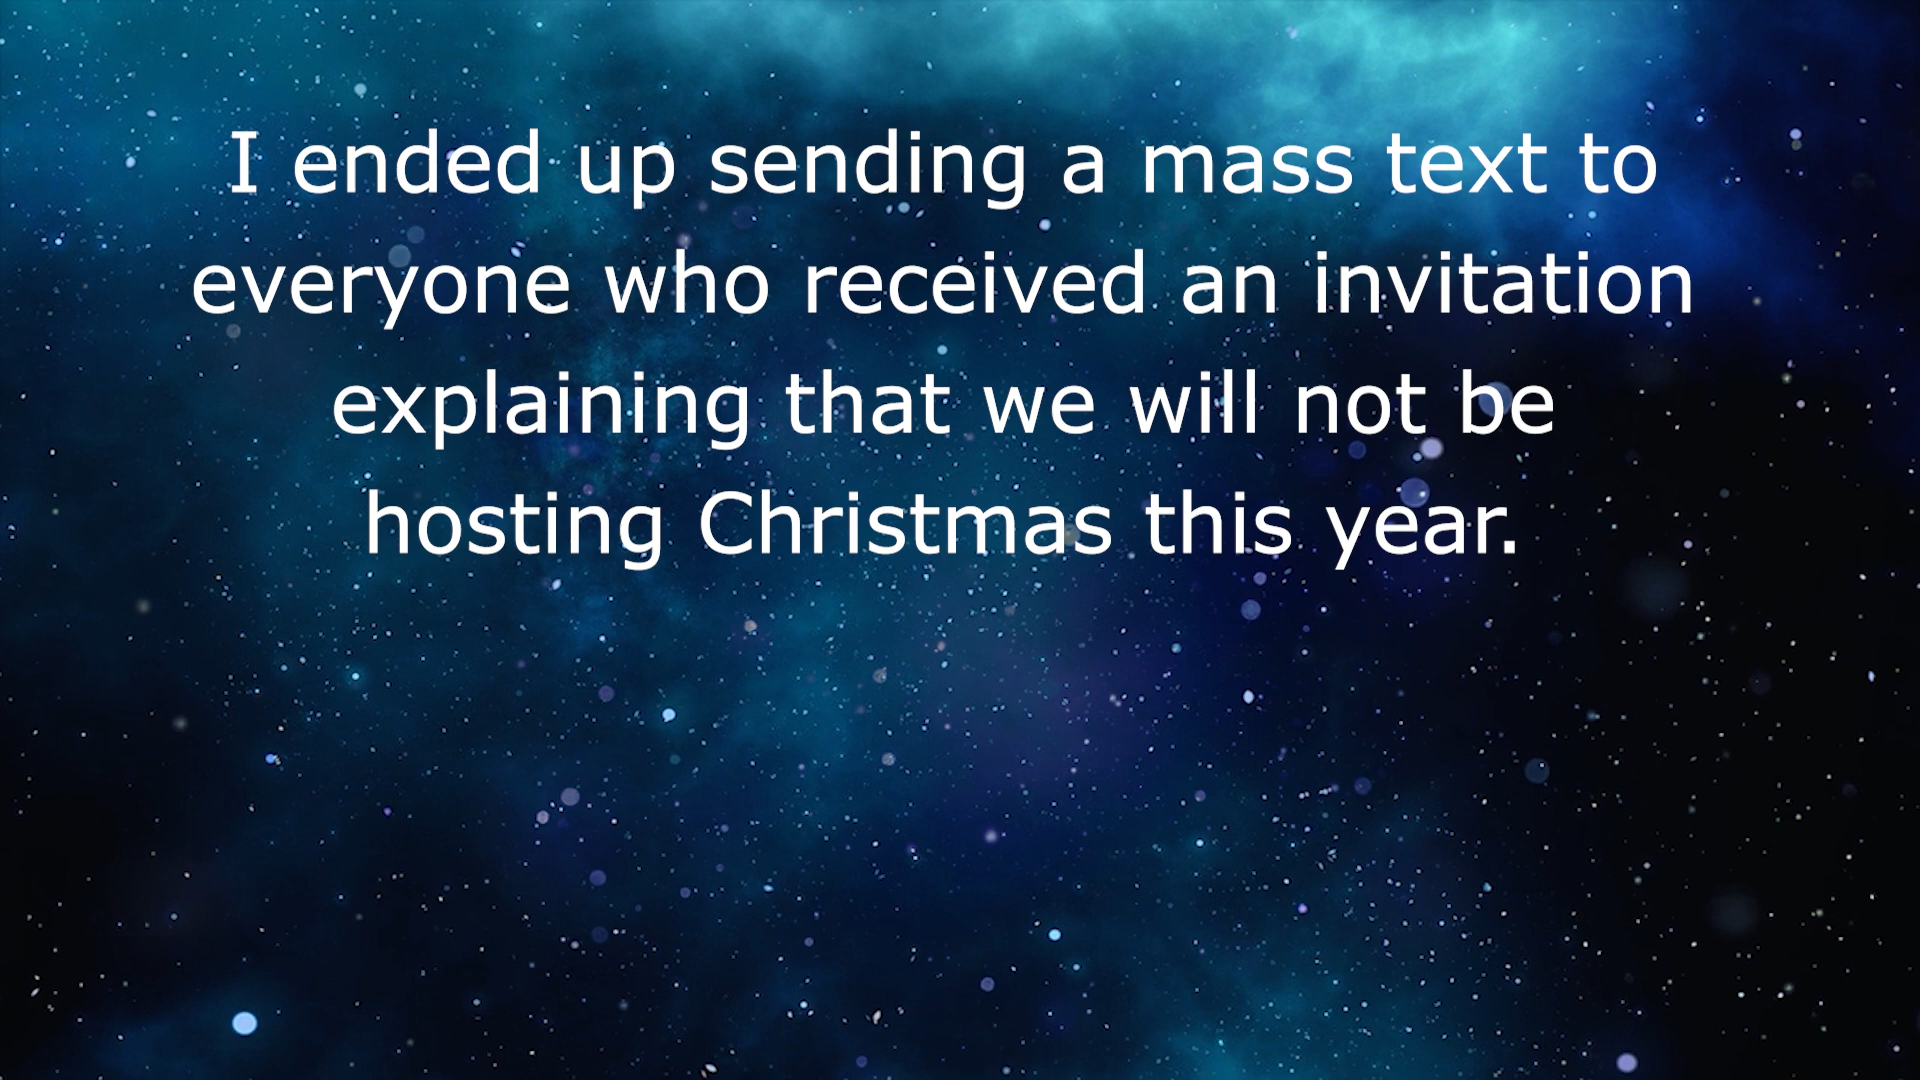 I ended up sending a mass text to
everyone who received an invitation
explaining that we will not be
hosting Christmas this year.